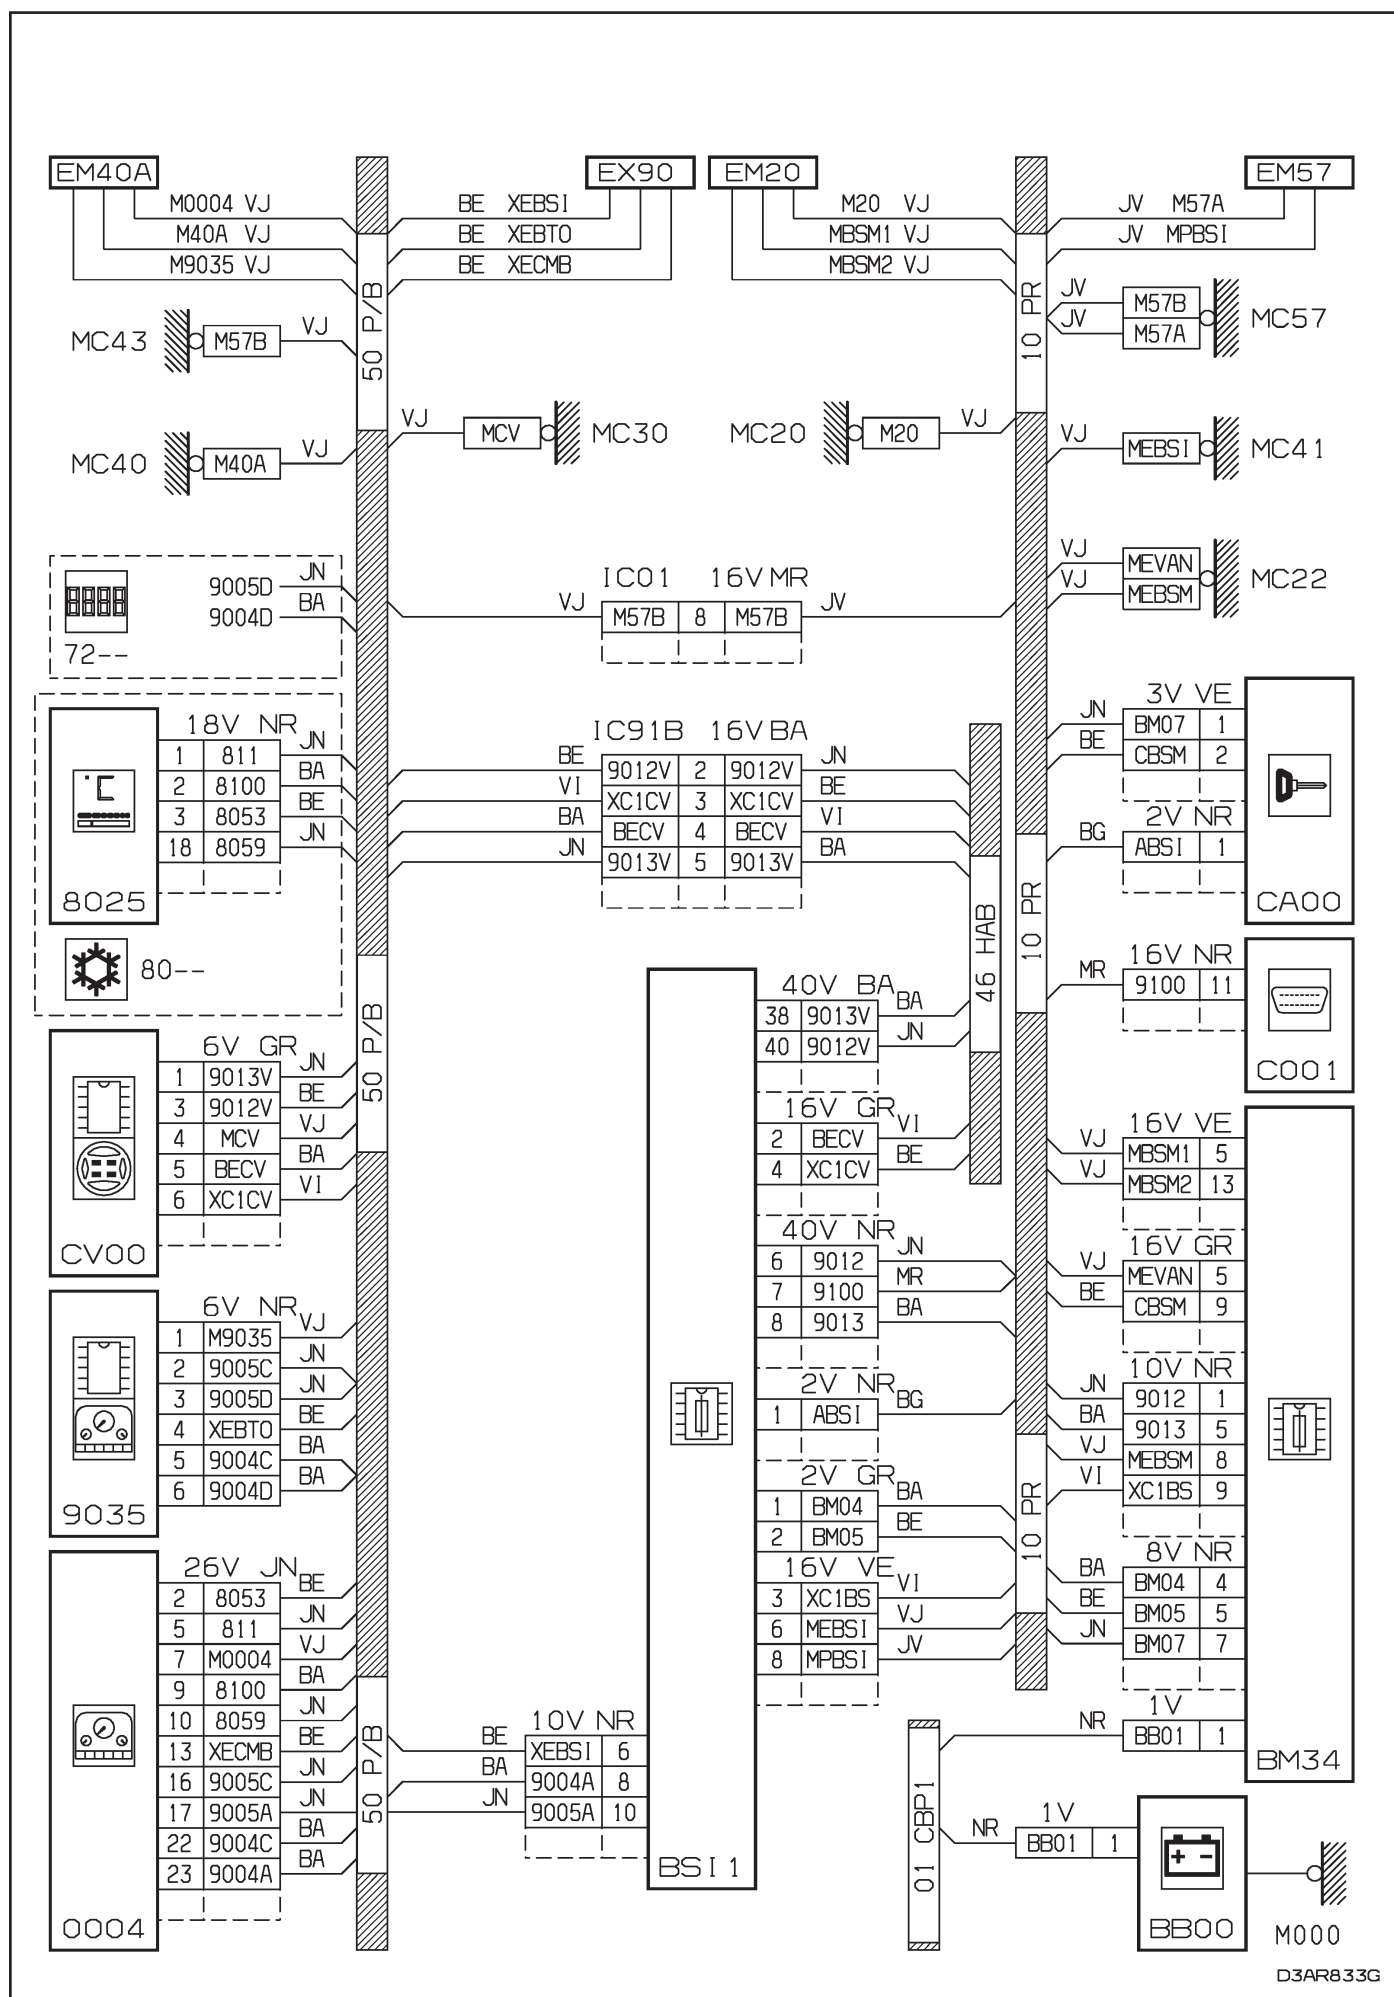 EM40A
EX90
EM20
EM57
M0004 VJ
M40A VJ
M9035 VJ
BE XEBSI
BE XEBTO
BE XECMB
M20 VJ
MBSM1 VJ
MBSM2 VJ
JV M57A
JV MPBSI
50 P/B
10 PR
MC43 M57B VJ
JV M57B
JV M57A
MC57
MC40 M40A VJ
VJ MCV MC30
MC20 M20 VJ
VJ MEBSI MC41
9005D JN
9004D BA
72--
IC01 16V MR
VJ M57B 8 M57B JV
VJ MEVAN
VJ MEBSM
MC22
18V NR
1 811 JN
2 8100 BA
3 8053 BE
18 8059 JN
8025
80--
IC91B 16V BA
BE 9012V 2 9012V JN
VI XC1CV 3 XC1CV BE
BA BECV 4 BECV VI
JN 9013V 5 9013V BA
46 HAB
3V VE
JN BM07 1
BE CBSM 2
2V NR
BG ABSI 1
CA00
10 PR
16V NR
MR 9100 11
C001
50 P/B
6V GR
1 9013V JN
3 9012V BE
4 MCV VJ
5 BECV BA
6 XC1CV VI
CV00
6V NR
1 M9035 VJ
2 9005C JN
3 9005D JN
4 XEBTO BE
5 9004C BA
6 9004D BA
9035
26V JN
2 8053 BE
5 811 JN
7 M0004 VJ
9 8100 BA
10 8059 JN
13 XECMB BE
16 9005C JN
17 9005A JN
22 9004C BA
23 9004A BA
0004
50 P/B
40V BA
38 9013V BA
40 9012V JN
16V GR
2 BECV VI
4 XC1CV BE
40V NR
6 9012 JN
7 9100 MR
8 9013 BA
2V NR
1 ABSI BG
2V GR
1 BM04 BA
2 BM05 BE
16V VE
3 XC1BS VI
6 MEBSI VJ
8 MPBSI JV
10V NR
BE XEBSI 6
BA 9004A 8
JN 9005A 10
BSI1
16V VE
VJ MBSM1 5
VJ MBSM2 13
16V GR
VJ MEVAN 5
BE CBSM 9
10V NR
JN 9012 1
BA 9013 5
VJ MEBSM 8
VI XC1BS 9
10 PR
8V NR
BA BM04 4
BE BM05 5
JN BM07 7
1V
NR BB01 1
BM34
01 CBP1
1V
NR BB01 1
+ -
BB00
M000
D3AR833G